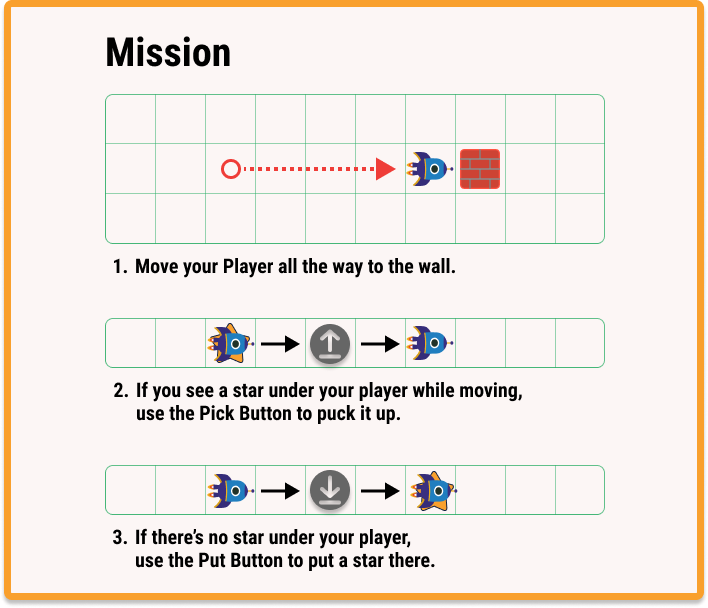 Mission
1. Move your Player all the way to the wall.
2. If you see a star under your player while moving,
use the Pick Button to puck it up.
3. If there's no star under your player,
use the Put Button to put a star there.